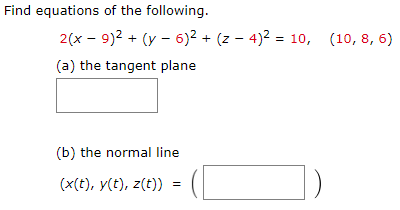 Find equations of the following.
2(x − 9)² + (y − 6)² + (z − 4)² = 10, (10, 8, 6)
(a) the tangent plane
(b) the normal line
(x(t), y(t), z(t)) = ( )